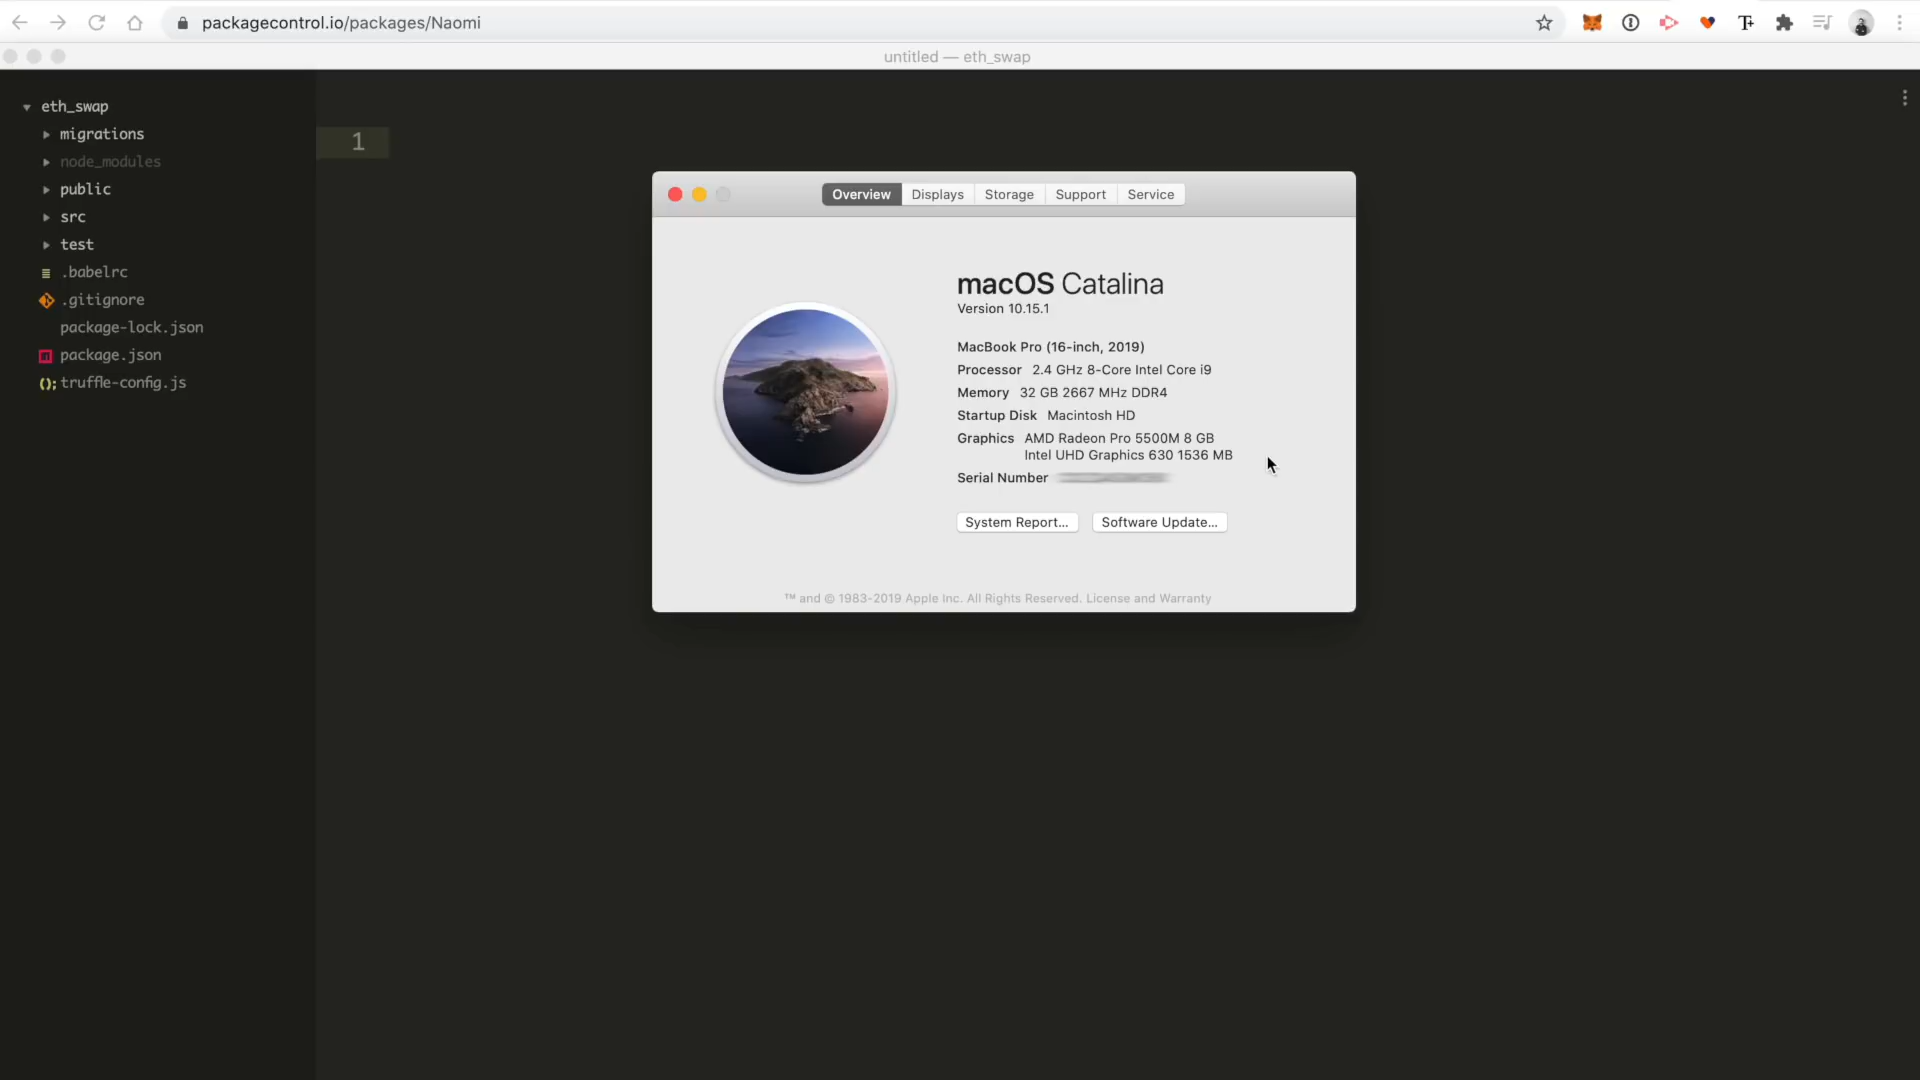 packagecontrol.io/packages/Naomi
untitled — eth_swap
eth_swap
migrations
node_modules
public
src
test
.babelrc
.gitignore
package-lock.json
package.json
truffle-config.js
1
Overview Displays Storage Support Service
macOS Catalina
Version 10.15.1
MacBook Pro (16-inch, 2019)
Processor 2.4 GHz 8-Core Intel Core i9
Memory 32 GB 2667 MHz DDR4
Startup Disk Macintosh HD
Graphics AMD Radeon Pro 5500M 8 GB
Intel UHD Graphics 630 1536 MB
Serial Number
System Report... Software Update...
™ and © 1983-2019 Apple Inc. All Rights Reserved. License and Warranty